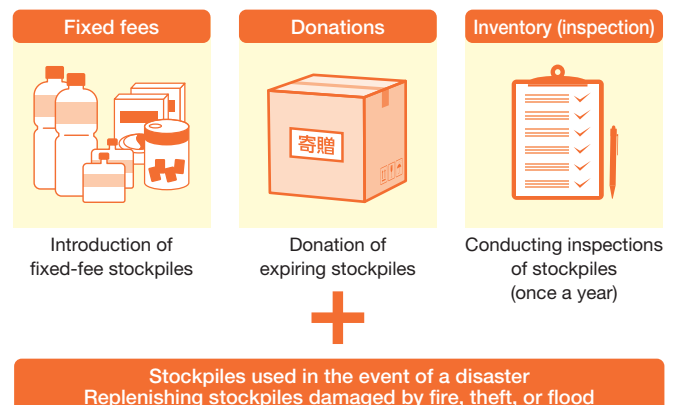 Fixed fees
Donations
Inventory (inspection)
寄贈
Introduction of
fixed-fee stockpiles
Donation of
expiring stockpiles
Conducting inspections
of stockpiles
(once a year)
Stockpiles used in the event of a disaster
Replenishing stockpiles damaged by fire, theft, or flood